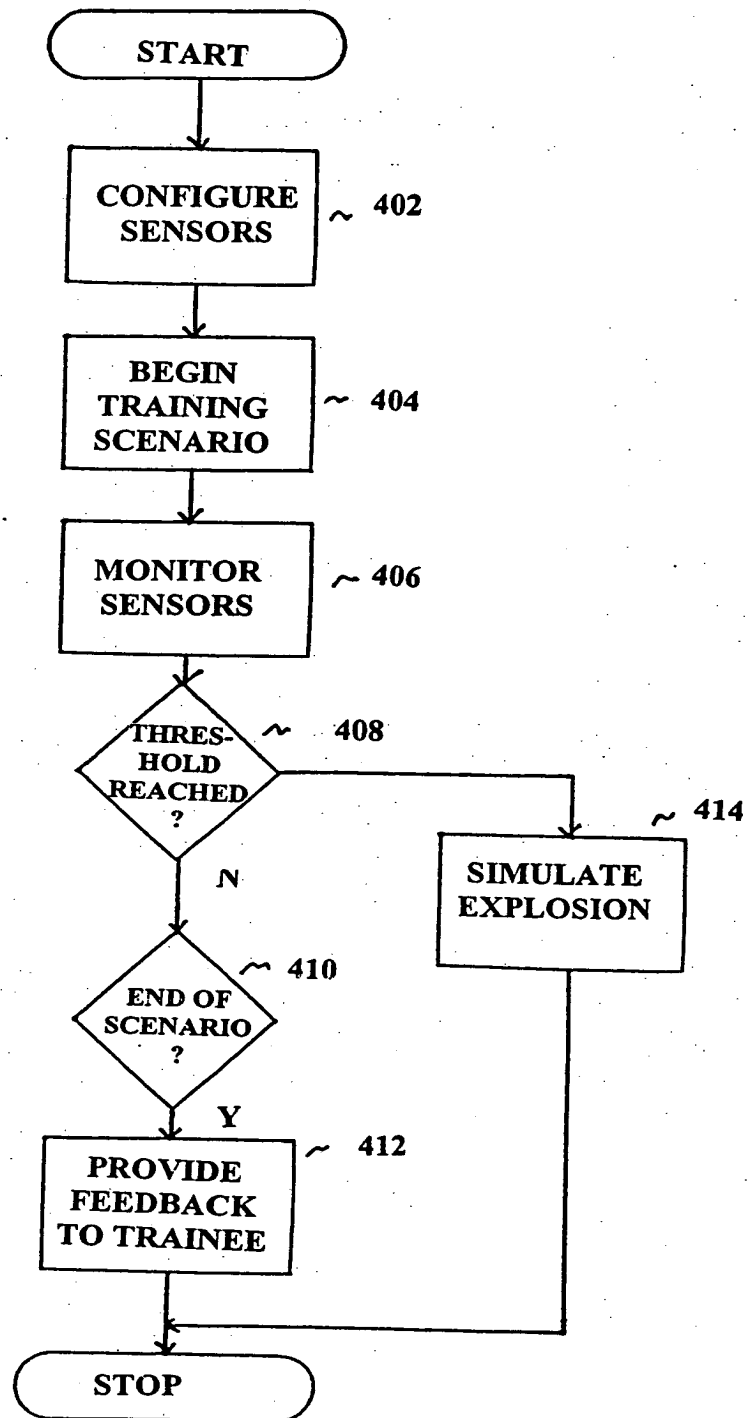 START
CONFIGURE
SENSORS
~ 402
BEGIN
TRAINING
SCENARIO
~ 404
MONITOR
SENSORS
~ 406
THRES-
HOLD
REACHED
?
~ 408
N
~ 414
SIMULATE
EXPLOSION
~ 410
END OF
SCENARIO
?
Y
~ 412
PROVIDE
FEEDBACK
TO TRAINEE
STOP